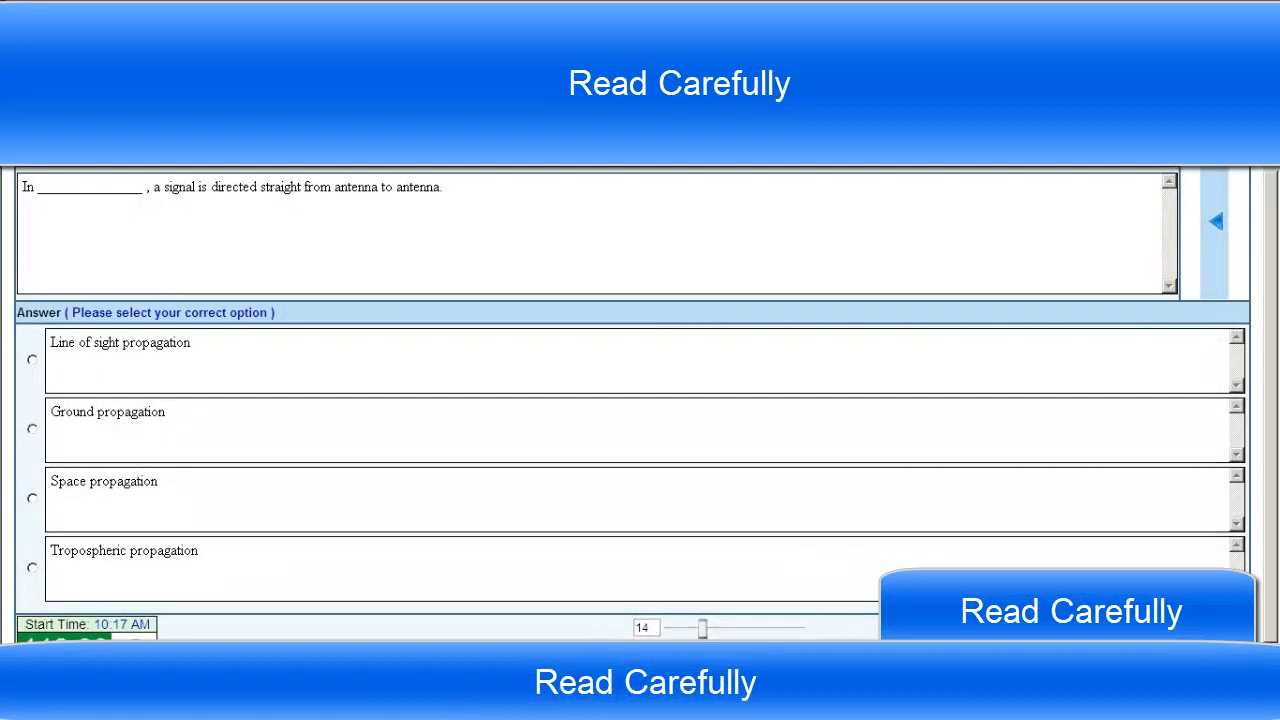 Read Carefully
In _______________ , a signal is directed straight from antenna to antenna.
Answer ( Please select your correct option )
Line of sight propagation
Ground propagation
Space propagation
Tropospheric propagation
Start Time: 10:17 AM
14
Read Carefully
Read Carefully